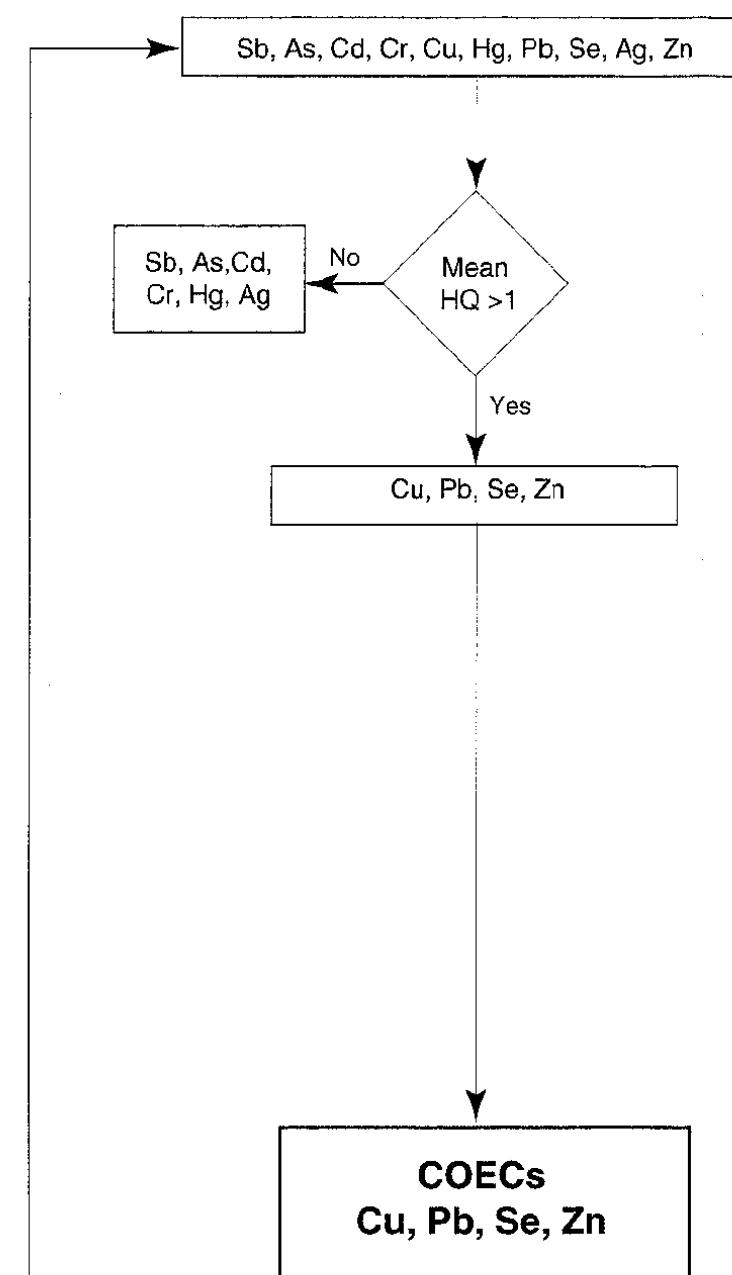 Sb, As, Cd, Cr, Cu, Hg, Pb, Se, Ag, Zn
No
Sb, As,Cd,
Cr, Hg, Ag
Mean
HQ >1
Yes
Cu, Pb, Se, Zn
COECs
Cu, Pb, Se, Zn